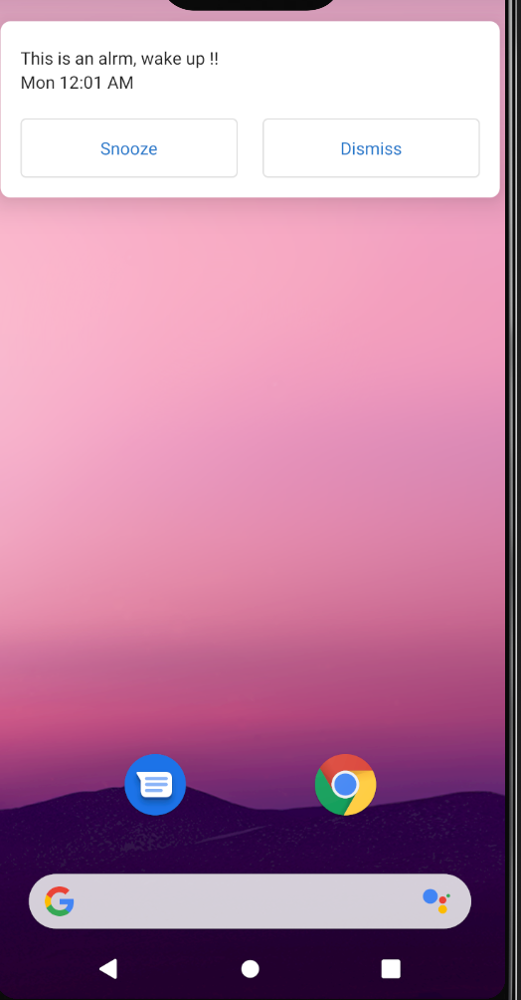 This is an alrm, wake up !!
Mon 12:01 AM
Snooze
Dismiss